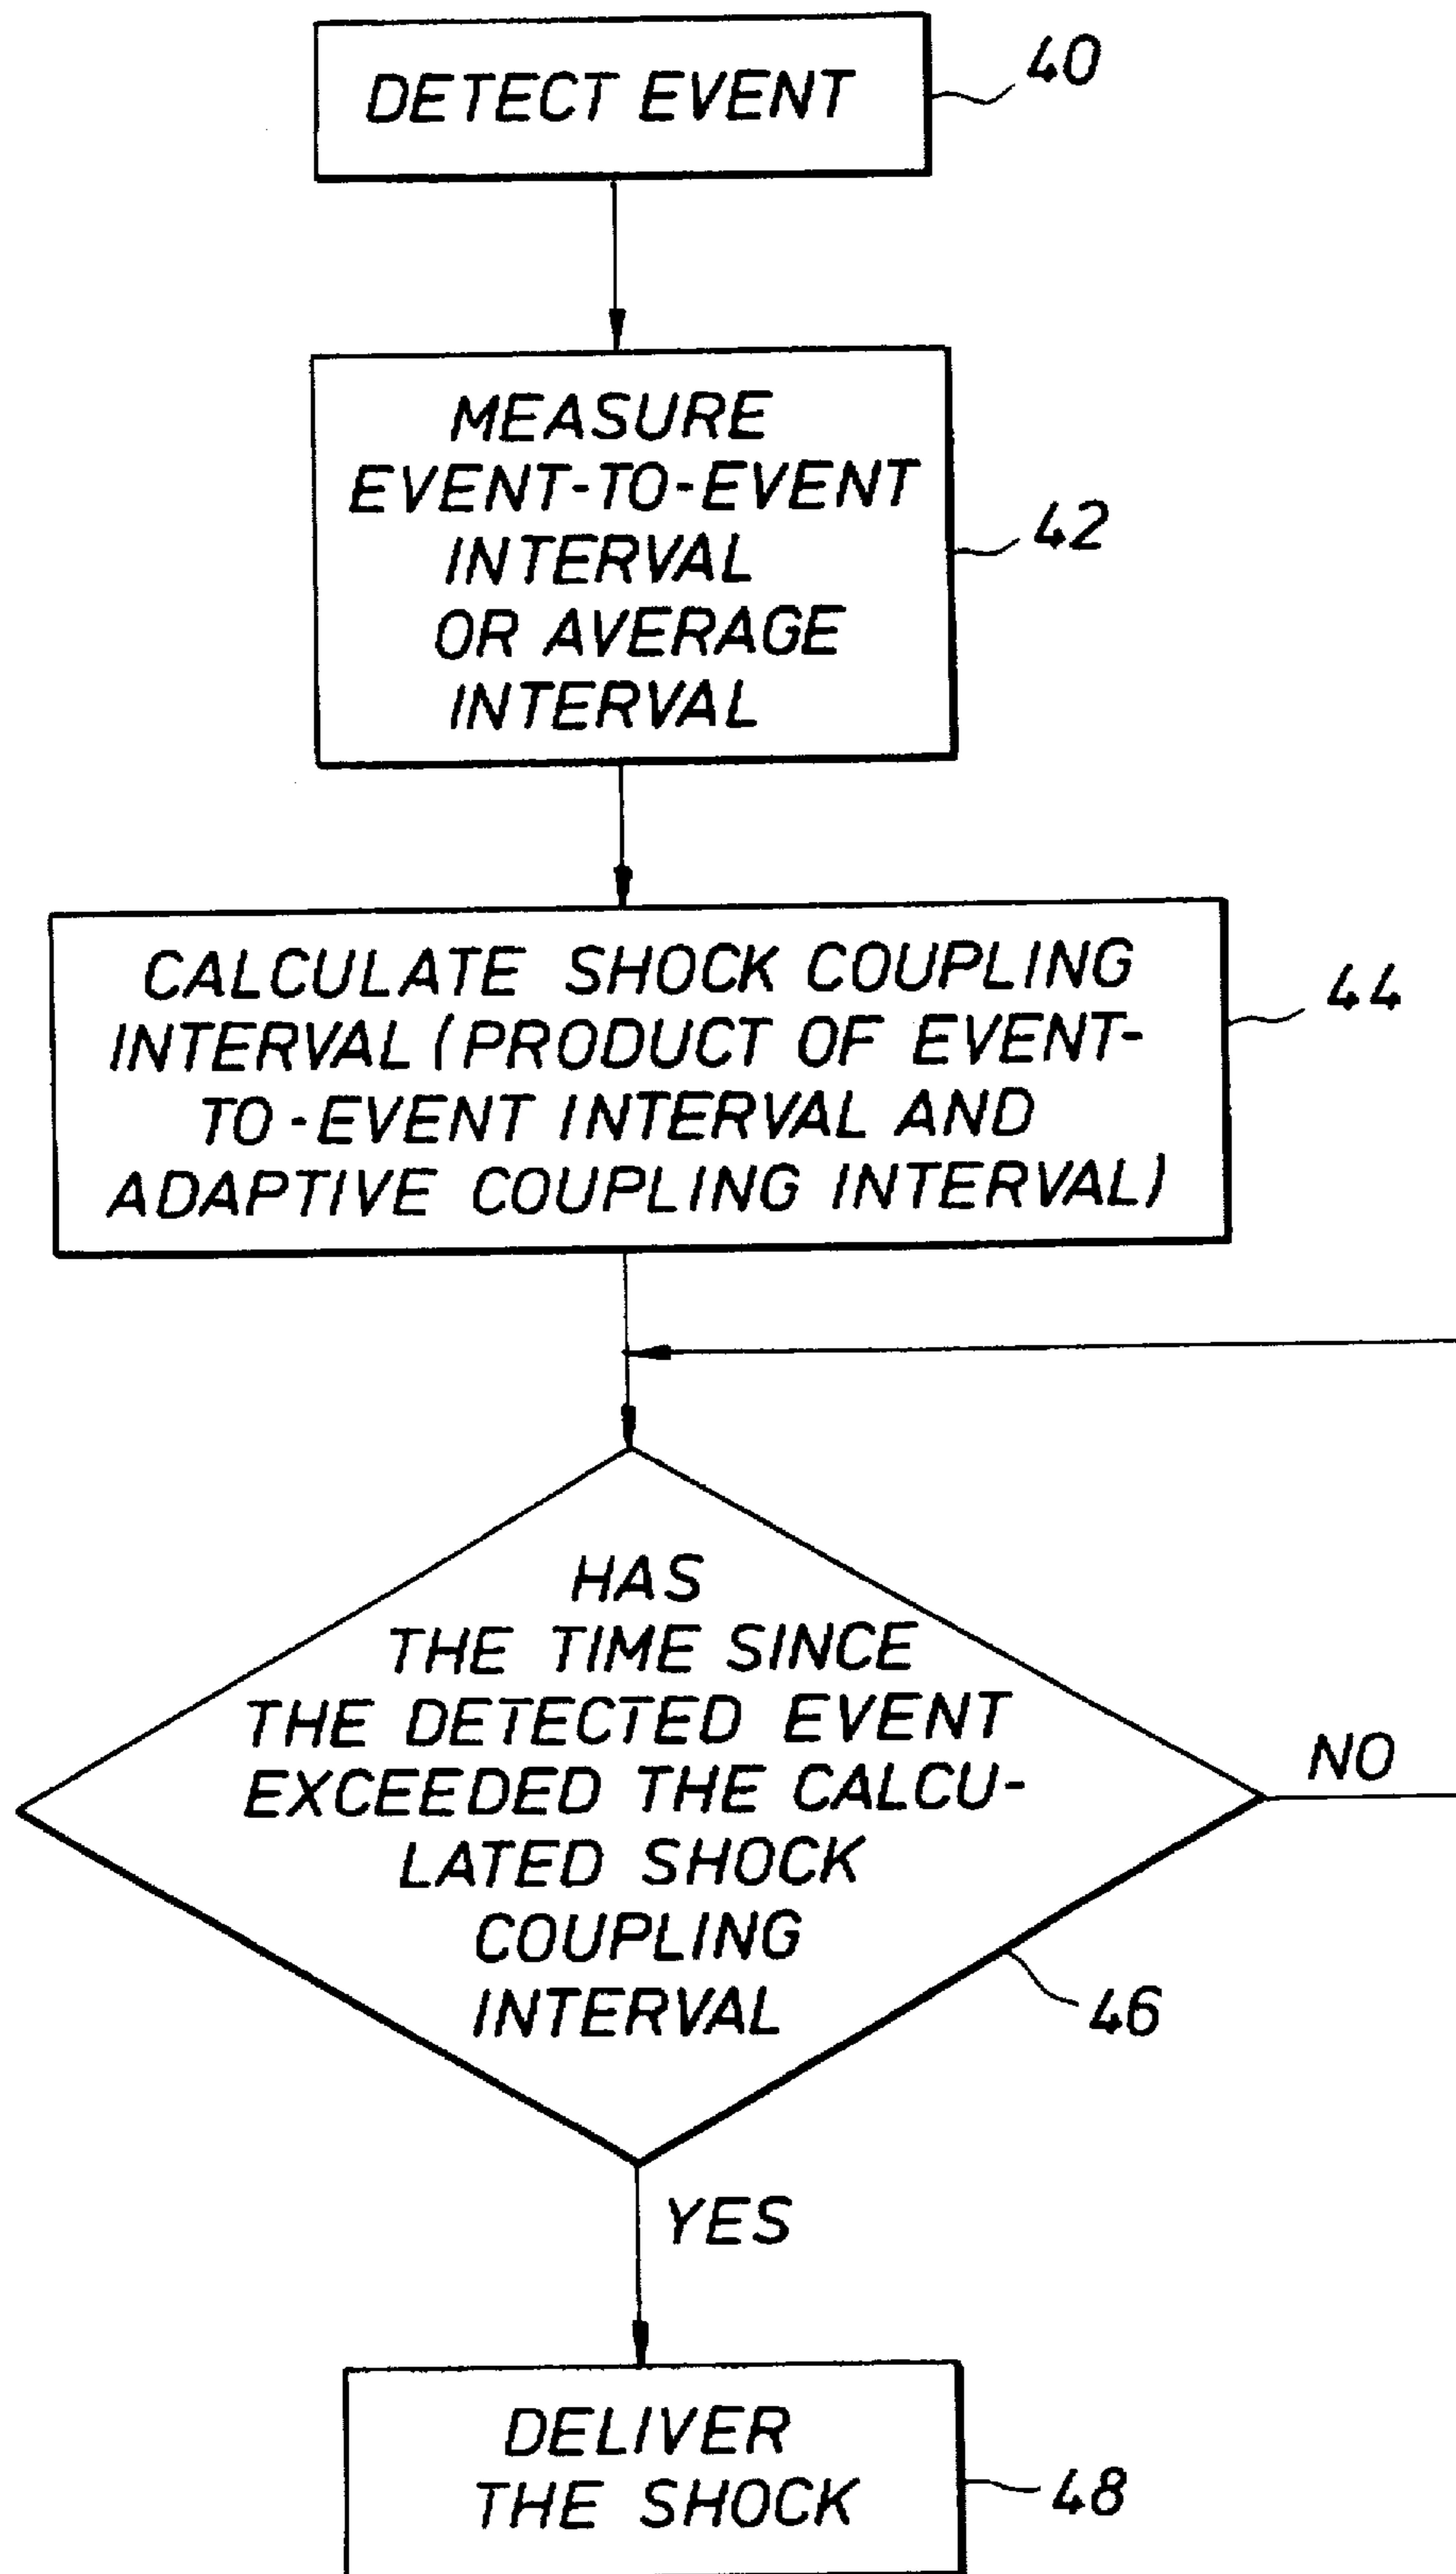 DETECT EVENT
40
MEASURE
EVENT-TO-EVENT
INTERVAL
OR AVERAGE
INTERVAL
42
CALCULATE SHOCK COUPLING
INTERVAL (PRODUCT OF EVENT-
TO-EVENT INTERVAL AND
ADAPTIVE COUPLING INTERVAL)
44
HAS
THE TIME SINCE
THE DETECTED EVENT
EXCEEDED THE CALCU-
LATED SHOCK
COUPLING
INTERVAL
NO
46
YES
DELIVER
THE SHOCK
48